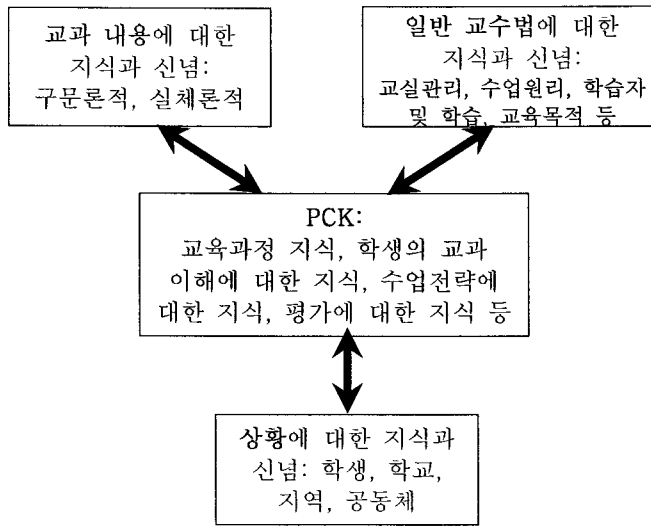 교과 내용에 대한
지식과 신념:
구문론적, 실체론적
일반 교수법에 대한
지식과 신념:
교실관리, 수업원리, 학습자
및 학습, 교육목적 등
PCK:
교육과정 지식, 학생의 교과
이해에 대한 지식, 수업전략에
대한 지식, 평가에 대한 지식 등
상황에 대한 지식과
신념: 학생, 학교,
지역, 공동체